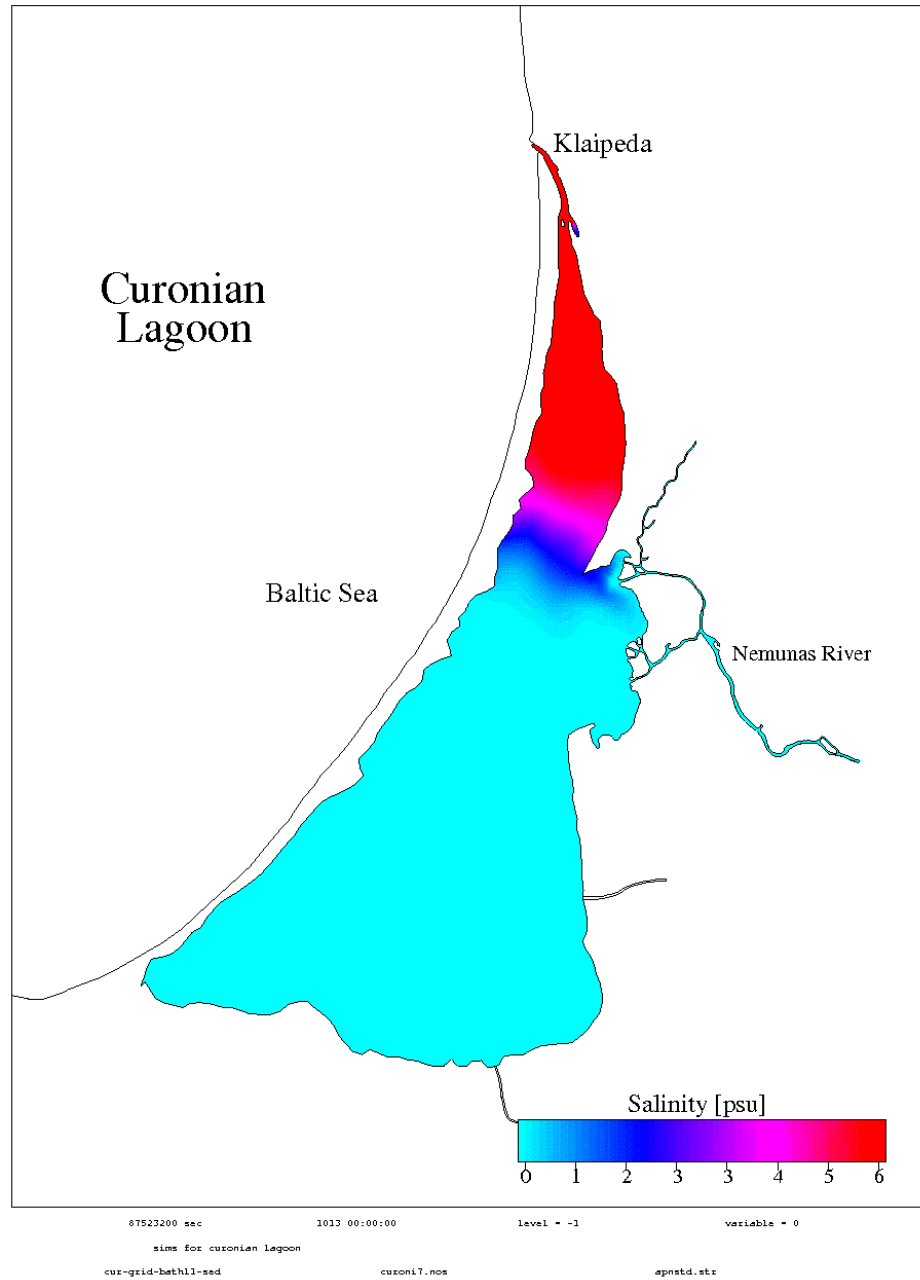 Klaipeda
Curonian
Lagoon
Baltic Sea
Nemunas River
Salinity [psu]
0 1 2 3 3 4 5 6
87523200 sec 1013 00:00:00 level = -1 variable = 0
sims for curonian lagoon
cur-grid-bath11-sed curoni7.nos apnstd.str